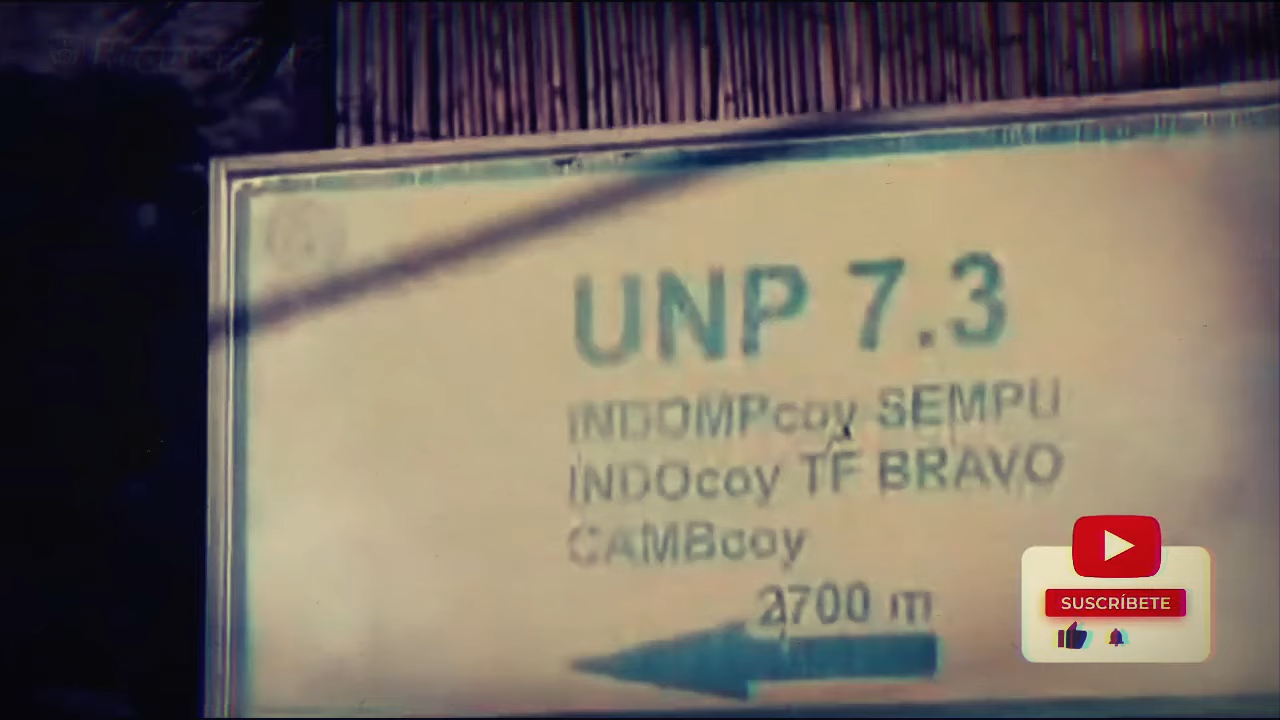 UNP 7.3
INDOMPcoy SEMPU
INDOcoy TF BRAVO
CAMBcoy
2700 m
SUSCRÍBETE